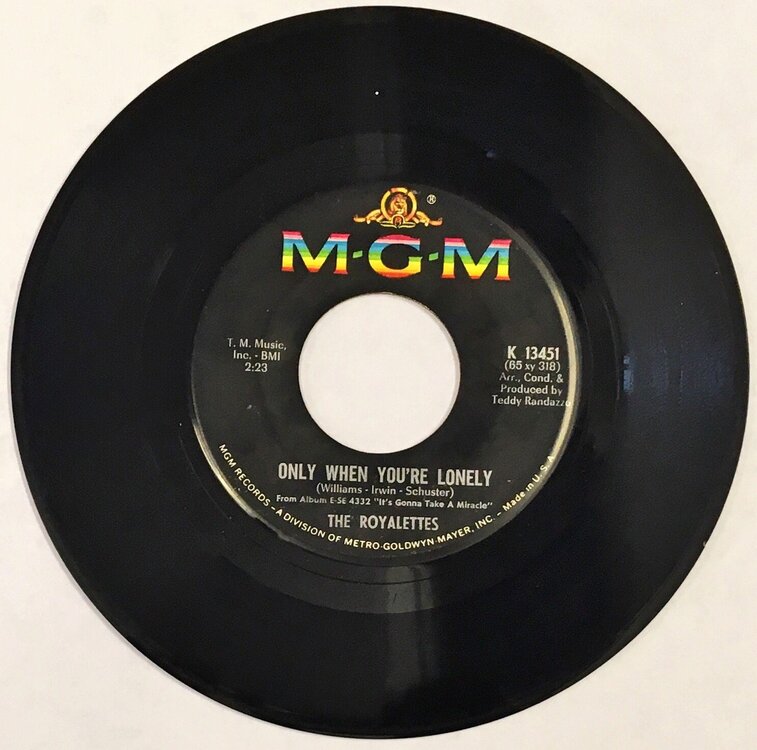 ®
M·G·M
T. M. Music,
Inc. - BMI
2:23
K 13451
(65 xy 318)
Arr., Cond. &
Produced by
Teddy Randazzo
ONLY WHEN YOU'RE LONELY
(Williams - Irwin - Schuster)
From Album E-SE 4332 "It's Gonna Take A Miracle"
THE ROYALETTES
MGM RECORDS – A DIVISION OF METRO-GOLDWYN-MAYER, INC. – Made in U.S.A.